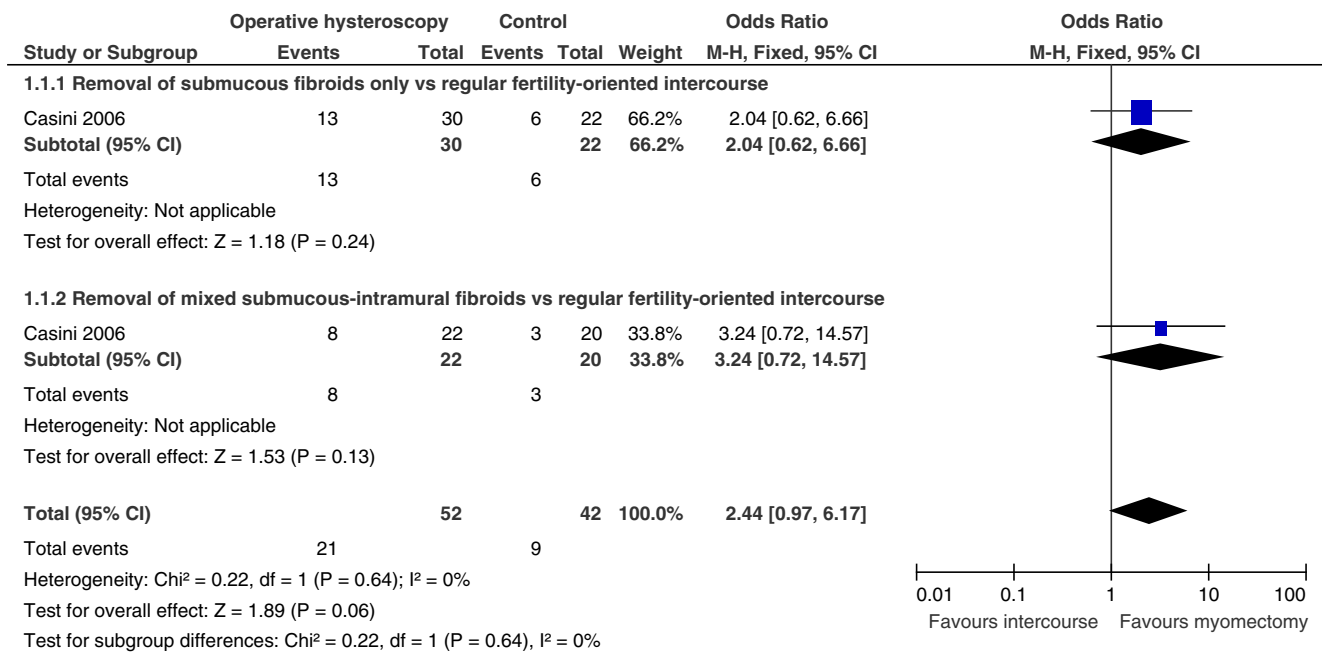 Operative hysteroscopy Control Odds Ratio Odds Ratio
Study or Subgroup Events Total Events Total Weight M-H, Fixed, 95% CI M-H, Fixed, 95% CI
1.1.1 Removal of submucous fibroids only vs regular fertility-oriented intercourse
Casini 2006 13 30 6 22 66.2% 2.04 [0.62, 6.66]
Subtotal (95% CI) 30 22 66.2% 2.04 [0.62, 6.66]
Total events 13 6
Heterogeneity: Not applicable
Test for overall effect: Z = 1.18 (P = 0.24)
1.1.2 Removal of mixed submucous-intramural fibroids vs regular fertility-oriented intercourse
Casini 2006 8 22 3 20 33.8% 3.24 [0.72, 14.57]
Subtotal (95% CI) 22 20 33.8% 3.24 [0.72, 14.57]
Total events 8 3
Heterogeneity: Not applicable
Test for overall effect: Z = 1.53 (P = 0.13)
Total (95% CI) 52 42 100.0% 2.44 [0.97, 6.17]
Total events 21 9
Heterogeneity: Chi² = 0.22, df = 1 (P = 0.64); I² = 0%
Test for overall effect: Z = 1.89 (P = 0.06)
Test for subgroup differences: Chi² = 0.22, df = 1 (P = 0.64), I² = 0%
0.01 0.1 1 10 100
Favours intercourse Favours myomectomy